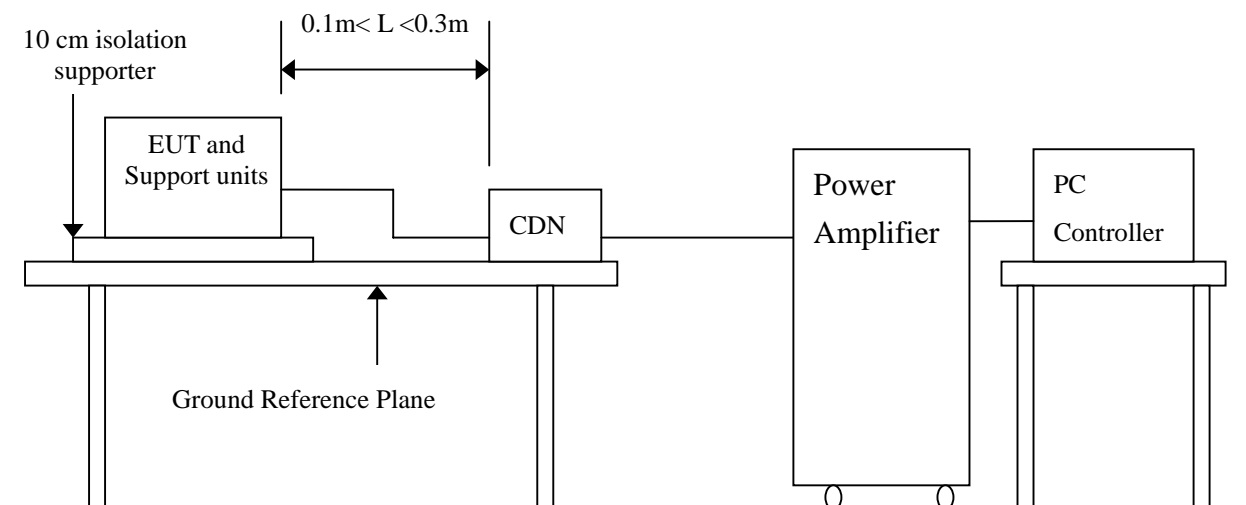 0.1m< L <0.3m
10 cm isolation
supporter
EUT and
Support units
CDN
Power
Amplifier
PC
Controller
Ground Reference Plane